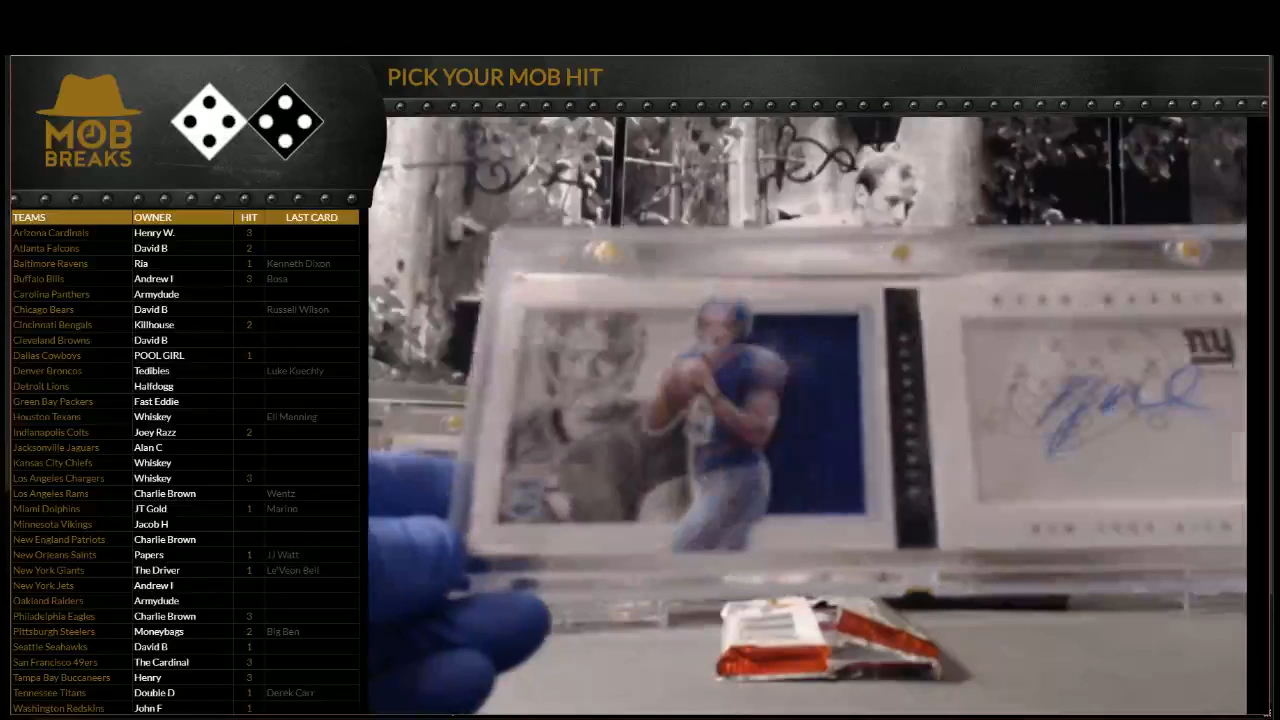 PICK YOUR MOB HIT
MOB
BREAKS
TEAMS OWNER HIT LAST CARD
Arizona Cardinals Henry W. 3
Atlanta Falcons David B 2
Baltimore Ravens Ria 1 Kenneth Dixon
Buffalo Bills Andrew I 3 Bosa
Carolina Panthers Armydude
Chicago Bears David B Russell Wilson
Cincinnati Bengals Killhouse 2
Cleveland Browns David B
Dallas Cowboys POOL GIRL 1
Denver Broncos Tedibles Luke Kuechly
Detroit Lions Halfdogg
Green Bay Packers Fast Eddie
Houston Texans Whiskey Eli Manning
Indianapolis Colts Joey Razz 2
Jacksonville Jaguars Alan C
Kansas City Chiefs Whiskey
Los Angeles Chargers Whiskey 3
Los Angeles Rams Charlie Brown Wentz
Miami Dolphins JT Gold 1 Marino
Minnesota Vikings Jacob H
New England Patriots Charlie Brown
New Orleans Saints Papers 1 JJ Watt
New York Giants The Driver 1 Le'Veon Bell
New York Jets Andrew I
Oakland Raiders Armydude
Philadelphia Eagles Charlie Brown 3
Pittsburgh Steelers Moneybags 2 Big Ben
Seattle Seahawks David B 1
San Francisco 49ers The Cardinal 3
Tampa Bay Buccaneers Henry 3
Tennessee Titans Double D 1 Derek Carr
Washington Redskins John F 1
ny